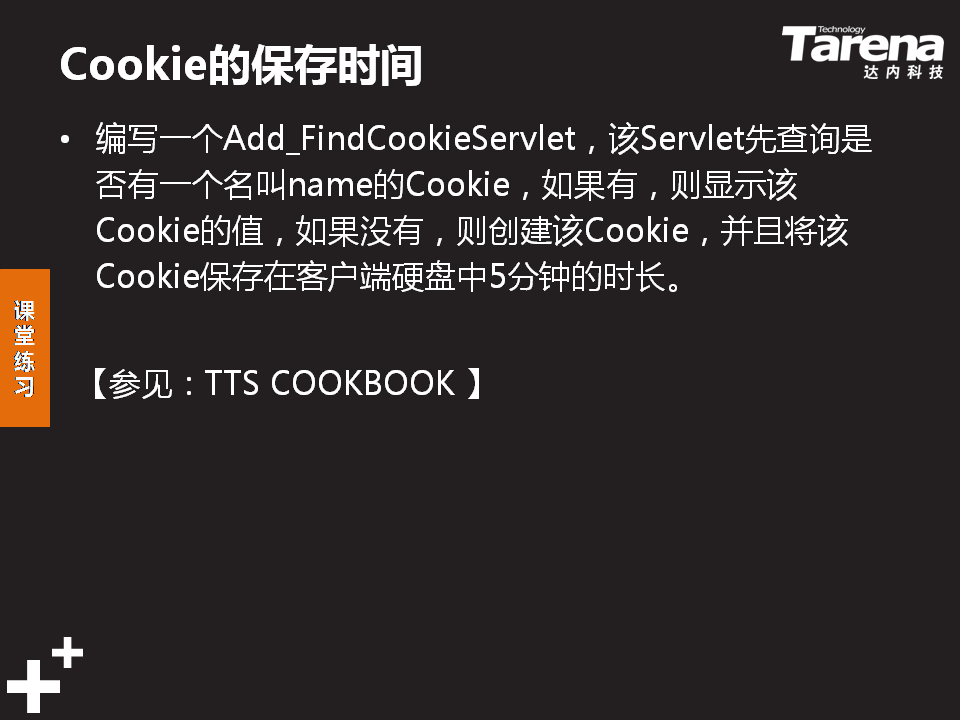 Cookie的保存时间
Technology
Tarena
达内科技
• 编写一个Add_FindCookieServlet，该Servlet先查询是
否有一个名叫name的Cookie，如果有，则显示该
Cookie的值，如果没有，则创建该Cookie，并且将该
Cookie保存在客户端硬盘中5分钟的时长。
课
堂
练
习
【参见：TTS COOKBOOK 】